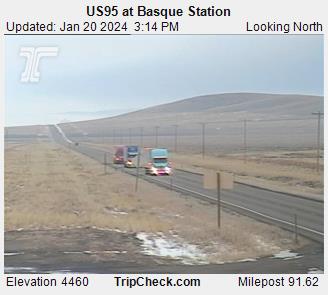 US95 at Basque Station
Updated: Jan 20 2024 3:14 PM Looking North
Elevation 4460 TripCheck.com Milepost 91.62